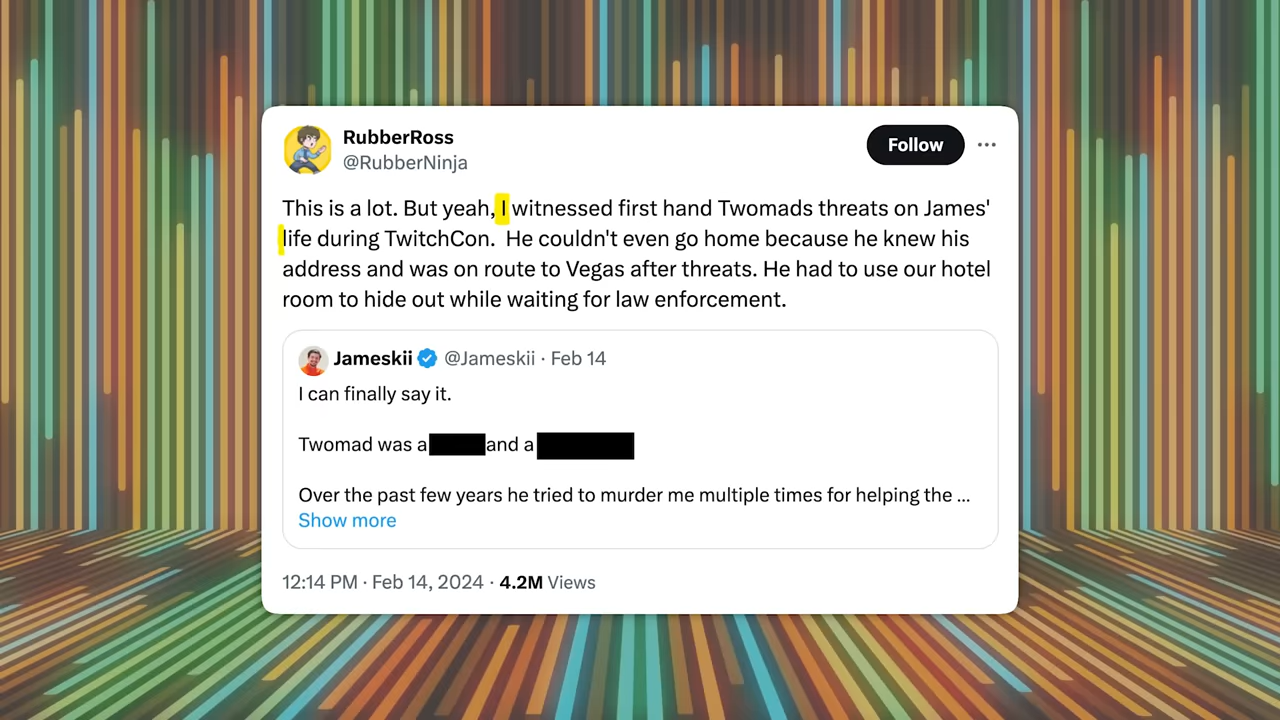 RubberRoss
@RubberNinja
Follow
This is a lot. But yeah, I witnessed first hand Twomads threats on James'
life during TwitchCon.  He couldn't even go home because he knew his
address and was on route to Vegas after threats. He had to use our hotel
room to hide out while waiting for law enforcement.
Jameskii @Jameskii · Feb 14
I can finally say it.
Twomad was a and a
Over the past few years he tried to murder me multiple times for helping the ...
Show more
12:14 PM · Feb 14, 2024 · 4.2M Views